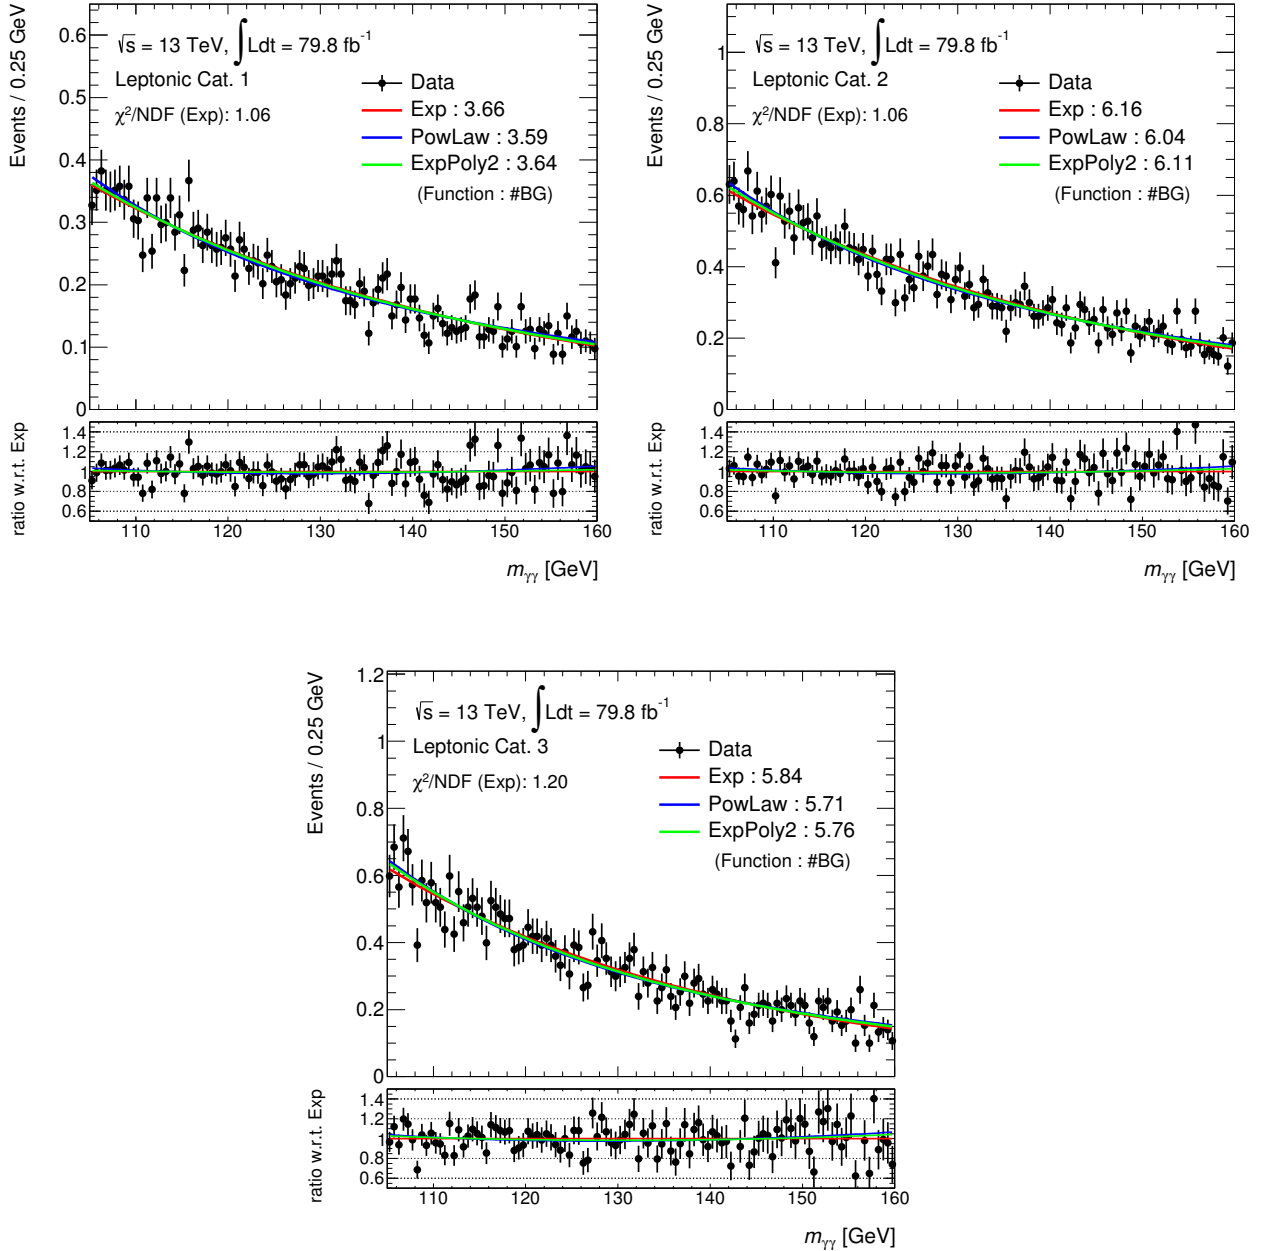 Events / 0.25 GeV
√s = 13 TeV, ∫Ldt = 79.8 fb⁻¹
Leptonic Cat. 1
χ²/NDF (Exp): 1.06
Data
Exp : 3.66
PowLaw : 3.59
ExpPoly2 : 3.64
(Function : #BG)
0.6
0.5
0.4
0.3
0.2
0.1
0
ratio w.r.t. Exp
1.4
1.2
1
0.8
0.6
110 120 130 140 150 160
mγγ [GeV]
Events / 0.25 GeV
√s = 13 TeV, ∫Ldt = 79.8 fb⁻¹
Leptonic Cat. 2
χ²/NDF (Exp): 1.06
Data
Exp : 6.16
PowLaw : 6.04
ExpPoly2 : 6.11
(Function : #BG)
1
0.8
0.6
0.4
0.2
0
ratio w.r.t. Exp
1.4
1.2
1
0.8
0.6
110 120 130 140 150 160
mγγ [GeV]
Events / 0.25 GeV
√s = 13 TeV, ∫Ldt = 79.8 fb⁻¹
Leptonic Cat. 3
χ²/NDF (Exp): 1.20
Data
Exp : 5.84
PowLaw : 5.71
ExpPoly2 : 5.76
(Function : #BG)
1.2
1
0.8
0.6
0.4
0.2
0
ratio w.r.t. Exp
1.4
1.2
1
0.8
0.6
110 120 130 140 150 160
mγγ [GeV]